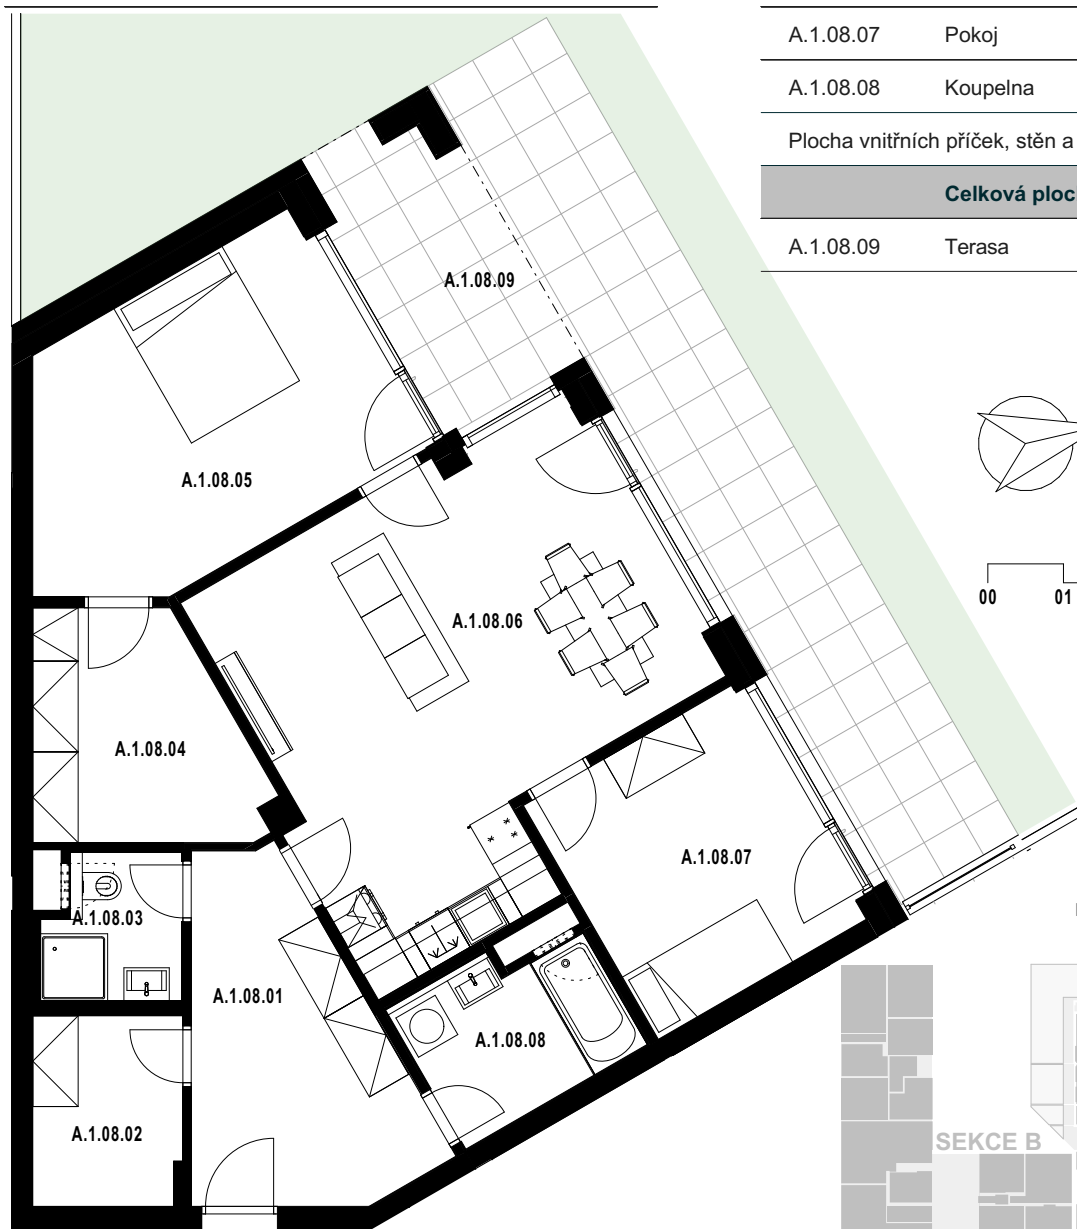 A.1.08.07 Pokoj
A.1.08.08 Koupelna
Plocha vnitřních příček, stěn a
Celková ploc
A.1.08.09 Terasa
A.1.08.09
A.1.08.05
A.1.08.06
00 01
A.1.08.04
A.1.08.07
A.1.08.03
A.1.08.01
A.1.08.08
A.1.08.02
SEKCE B